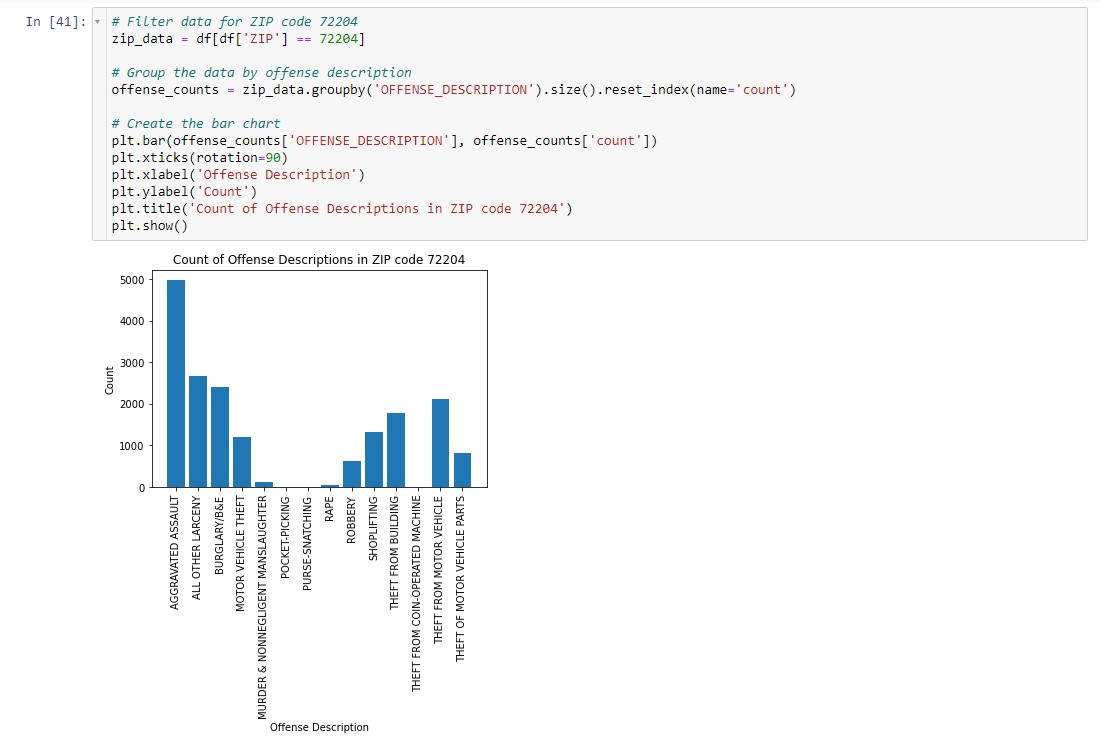 In [41]:
# Filter data for ZIP code 72204
zip_data = df[df['ZIP'] == 72204]
# Group the data by offense description
offense_counts = zip_data.groupby('OFFENSE_DESCRIPTION').size().reset_index(name='count')
# Create the bar chart
plt.bar(offense_counts['OFFENSE_DESCRIPTION'], offense_counts['count'])
plt.xticks(rotation=90)
plt.xlabel('Offense Description')
plt.ylabel('Count')
plt.title('Count of Offense Descriptions in ZIP code 72204')
plt.show()
Count of Offense Descriptions in ZIP code 72204
Count
5000
4000
3000
2000
1000
0
AGGRAVATED ASSAULT
ALL OTHER LARCENY
BURGLARY/B&E
MOTOR VEHICLE THEFT
MURDER & NONNEGLIGENT MANSLAUGHTER
POCKET-PICKING
PURSE-SNATCHING
RAPE
ROBBERY
SHOPLIFTING
THEFT FROM BUILDING
THEFT FROM COIN-OPERATED MACHINE
THEFT FROM MOTOR VEHICLE
THEFT OF MOTOR VEHICLE PARTS
Offense Description